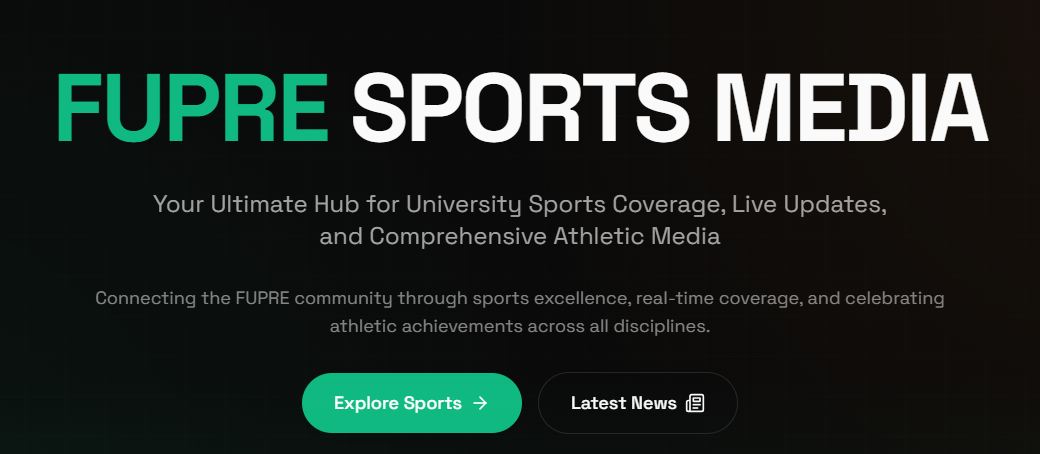 FUPRE SPORTS MEDIA
Your Ultimate Hub for University Sports Coverage, Live Updates,
and Comprehensive Athletic Media
Connecting the FUPRE community through sports excellence, real-time coverage, and celebrating
athletic achievements across all disciplines.
Explore Sports →
Latest News